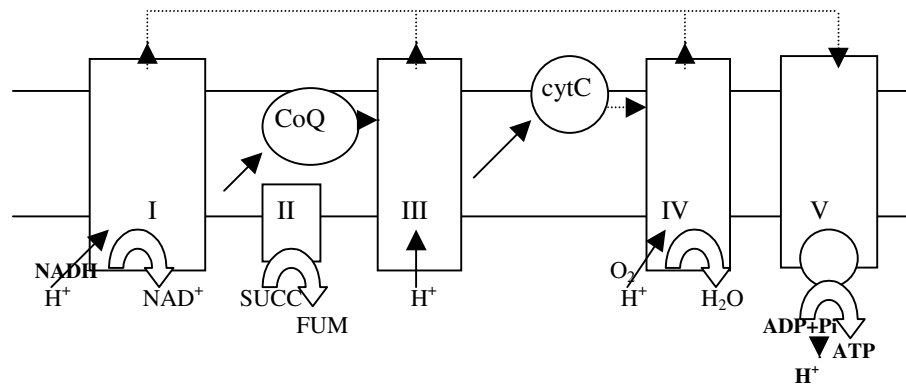 CoQ
cytC
I
II
III
IV
V
NADH
H⁺
NAD⁺
SUCC
FUM
H⁺
O₂
H⁺
H₂O
ADP+Pi
ATP
H⁺